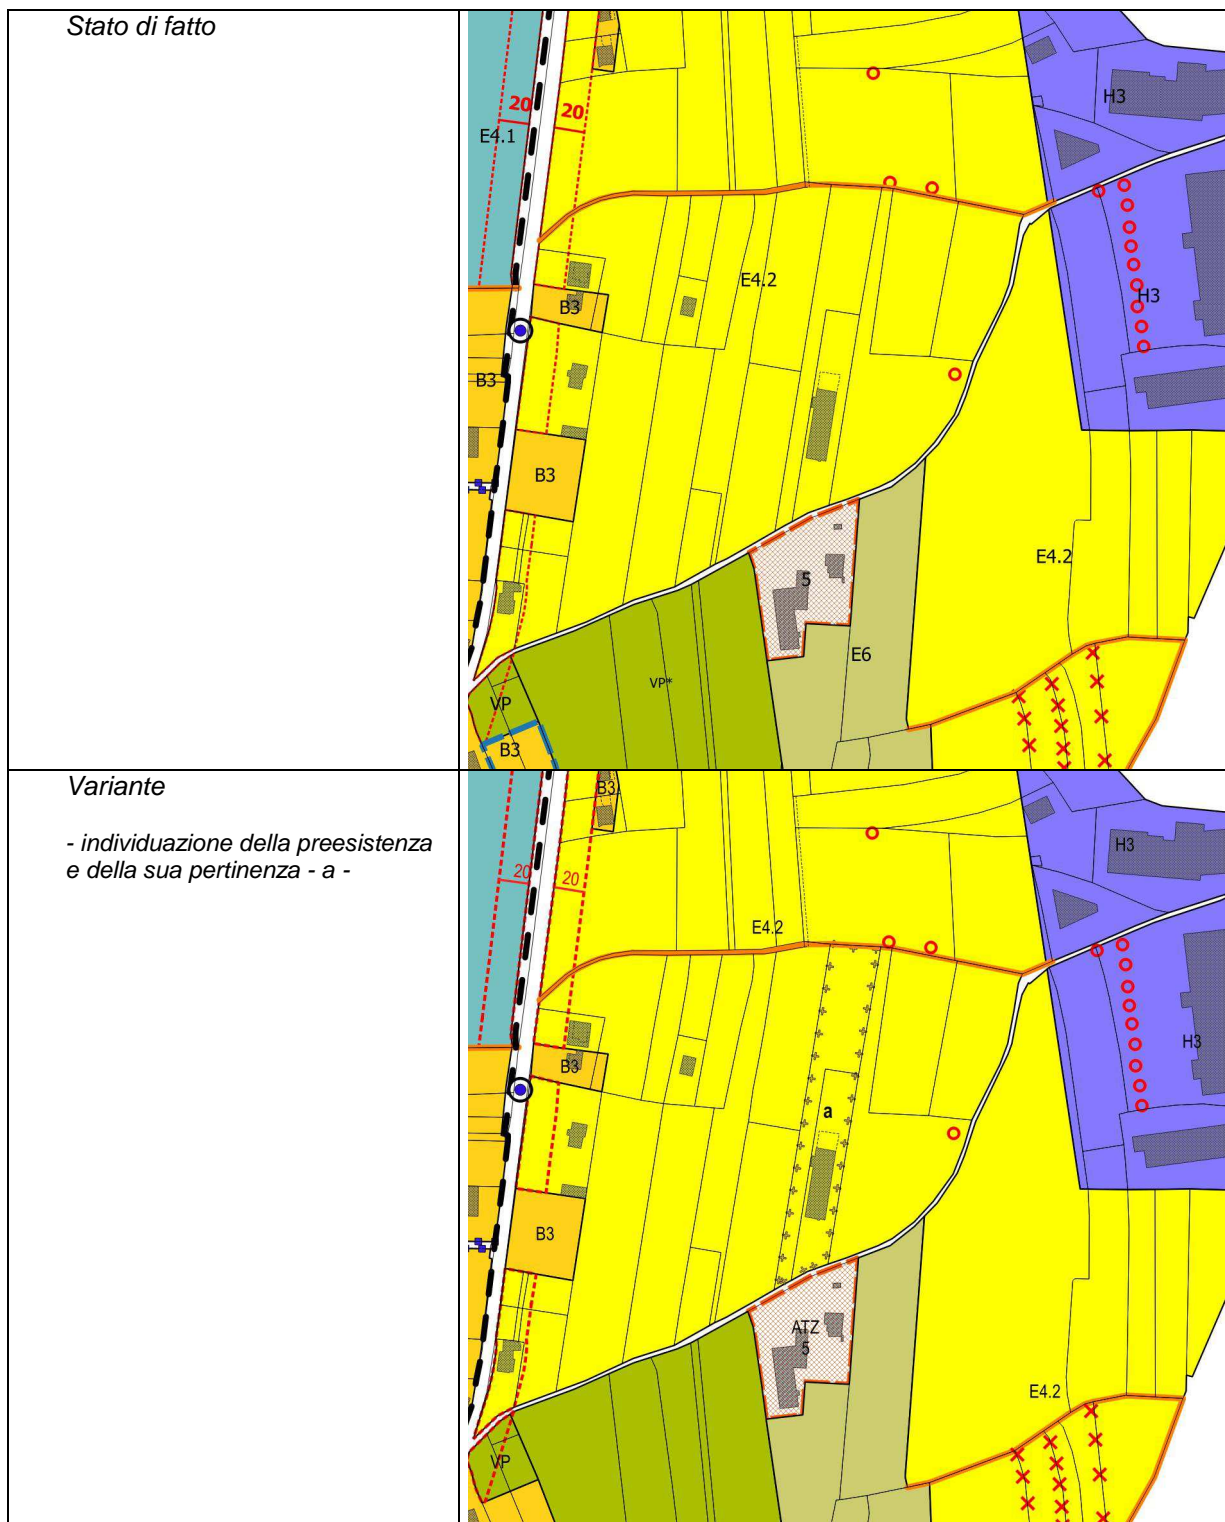 Stato di fatto
H3
20
20
E4.1
E4.2
H3
B3
B3
B3
E4.2
5
E6
VP*
VP
B3
Variante
- individuazione della preesistenza
e della sua pertinenza - a -
B3
H3
20
20
E4.2
H3
B3
a
B3
ATZ
5
E4.2
VP